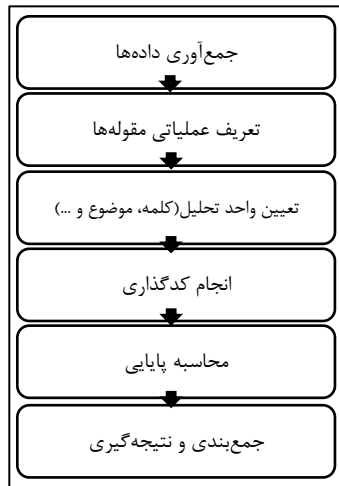 جمع‌آوری داده‌ها
تعریف عملیاتی مقوله‌ها
تعیین واحد تحلیل(کلمه، موضوع و ...)
انجام کدگذاری
محاسبه پایایی
جمع‌بندی و نتیجه‌گیری